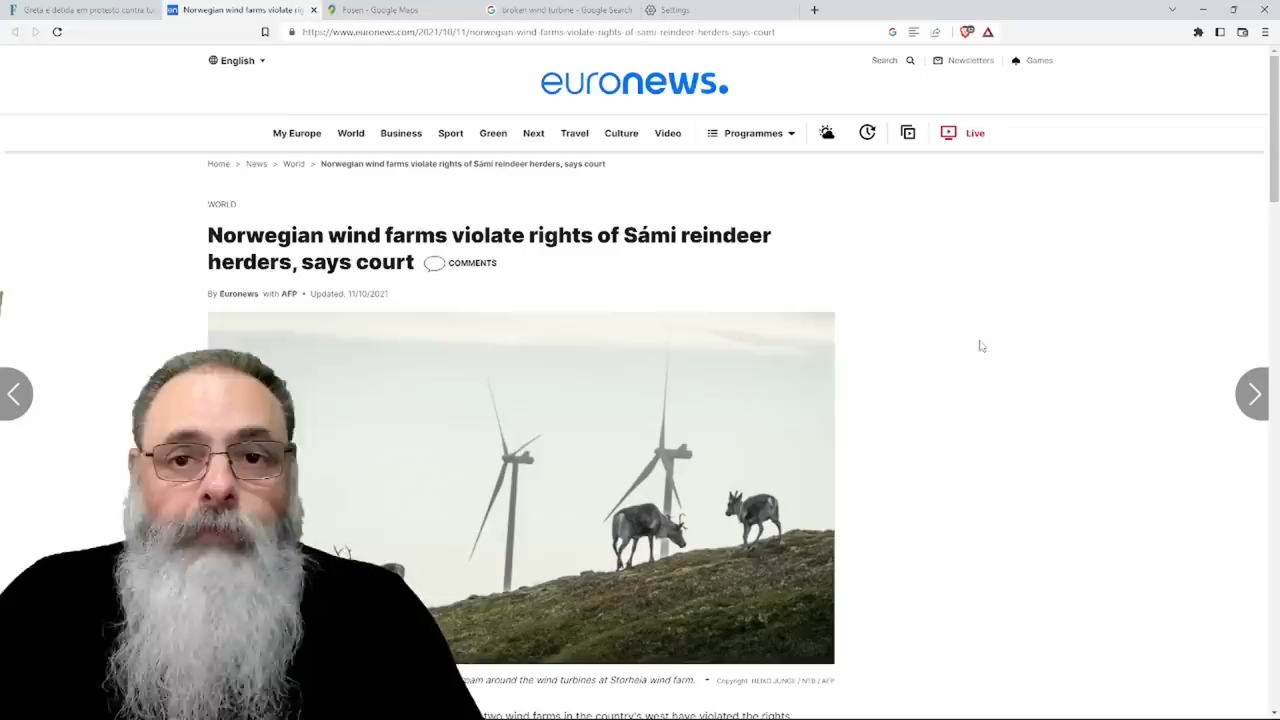 Greta é detida em protesto contra tur
Norwegian wind farms violate rig
Fosen - Google Maps
broken wind turbine - Google Search
Settings
https://www.euronews.com/2021/10/11/norwegian-wind-farms-violate-rights-of-sami-reindeer-herders-says-court
English
Search
Newsletters
Games
euronews.
My Europe World Business Sport Green Next Travel Culture Video Programmes Live
Home > News > World > Norwegian wind farms violate rights of Sámi reindeer herders, says court
WORLD
Norwegian wind farms violate rights of Sámi reindeer
herders, says court COMMENTS
By Euronews with AFP • Updated: 11/10/2021
around the wind turbines at Storheia wind farm. - Copyright HEIKO JUNGE / NTB / AFP
two wind farms in the country's west have violated the rights